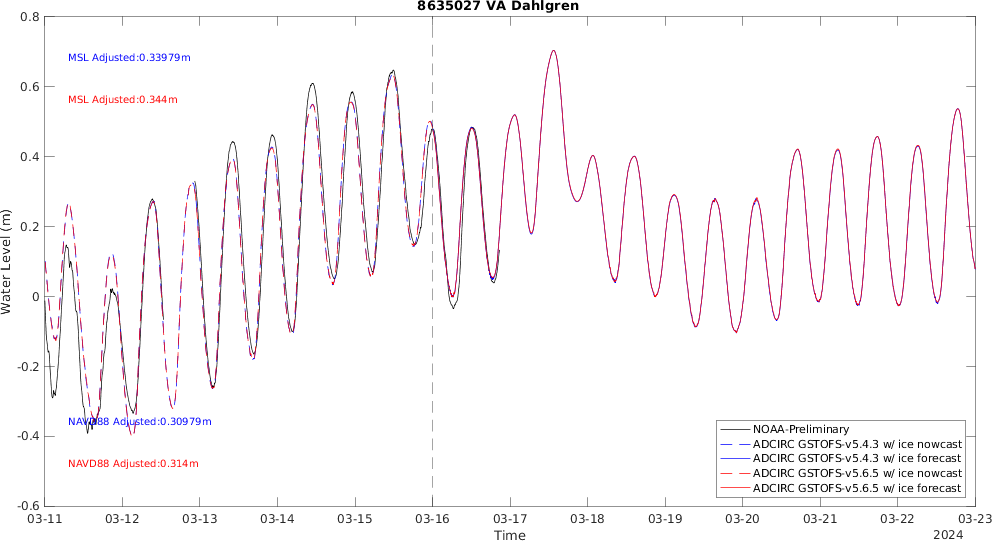 8635027 VA Dahlgren
0.8
0.6
0.4
0.2
0
-0.2
-0.4
-0.6
Water Level (m)
MSL Adjusted:0.33979m
MSL Adjusted:0.344m
NAVD88 Adjusted:0.30979m
NAVD88 Adjusted:0.314m
NOAA-Preliminary
ADCIRC GSTOFS-v5.4.3 w/ ice nowcast
ADCIRC GSTOFS-v5.4.3 w/ ice forecast
ADCIRC GSTOFS-v5.6.5 w/ ice nowcast
ADCIRC GSTOFS-v5.6.5 w/ ice forecast
03-11 03-12 03-13 03-14 03-15 03-16 03-17 03-18 03-19 03-20 03-21 03-22 03-23
Time
2024